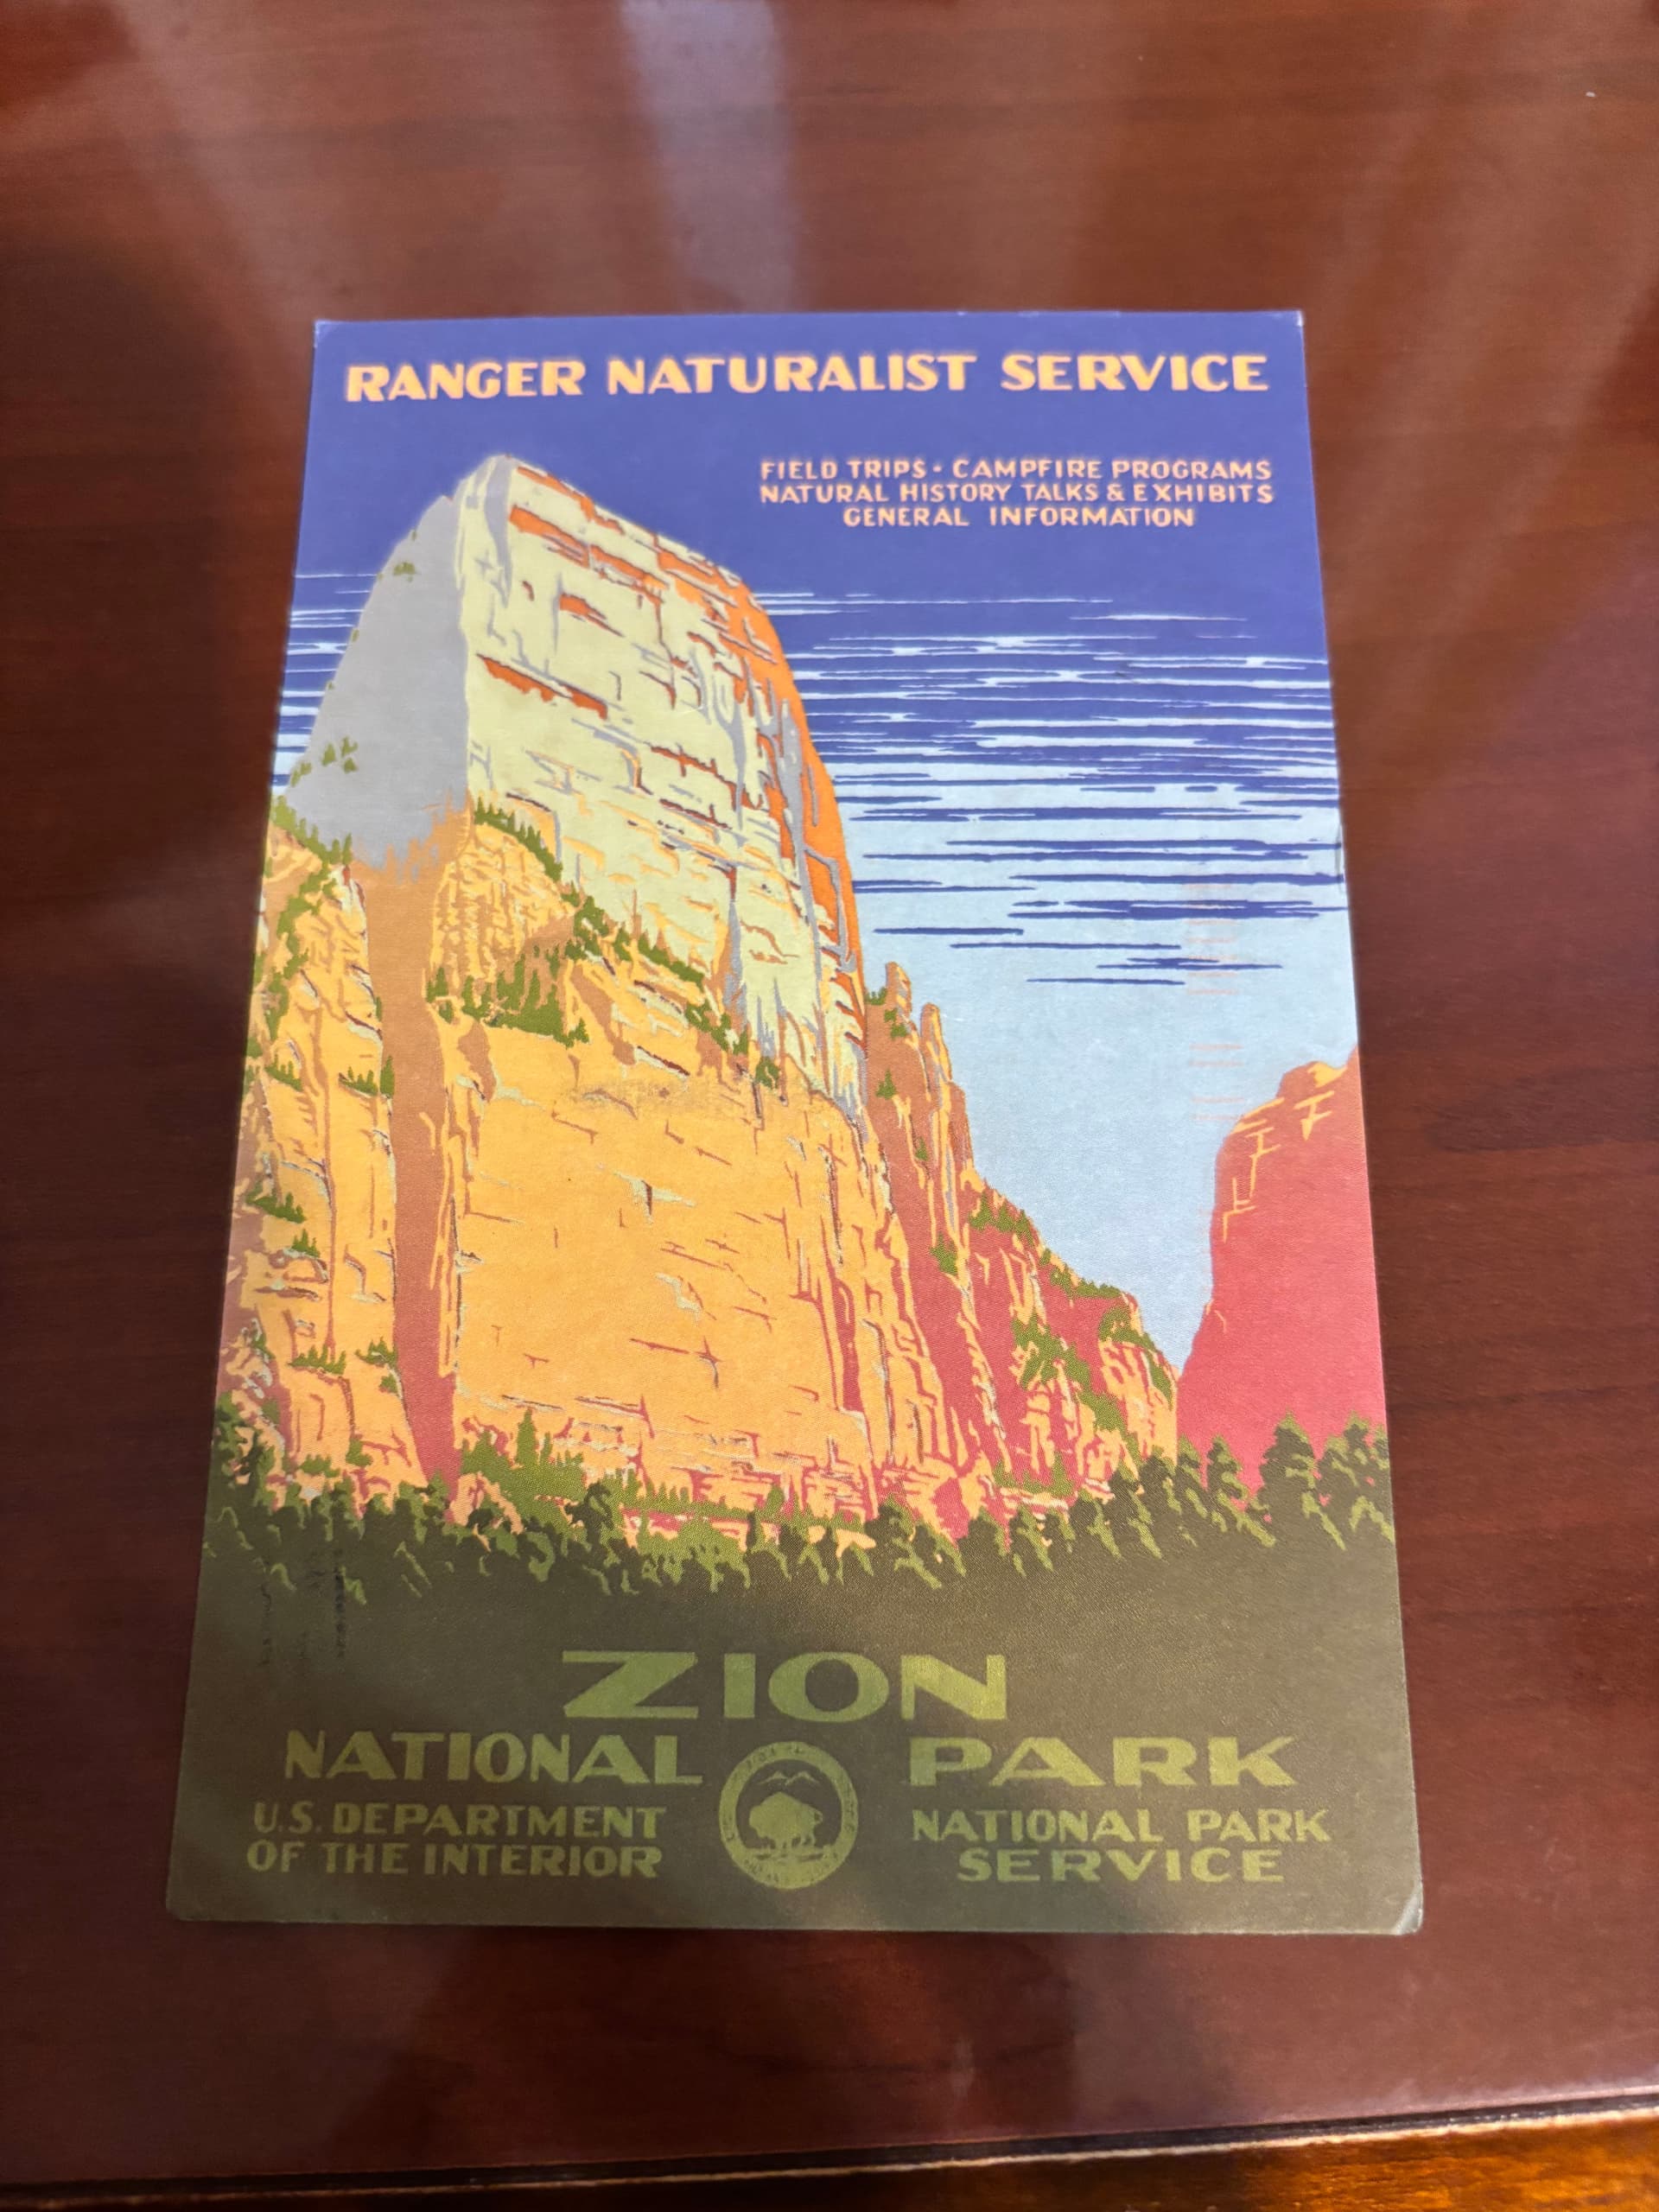 RANGER NATURALIST SERVICE
FIELD TRIPS • CAMPFIRE PROGRAMS
NATURAL HISTORY TALKS & EXHIBITS
GENERAL INFORMATION
ZION
NATIONAL PARK
U.S. DEPARTMENT
OF THE INTERIOR
NATIONAL PARK
SERVICE